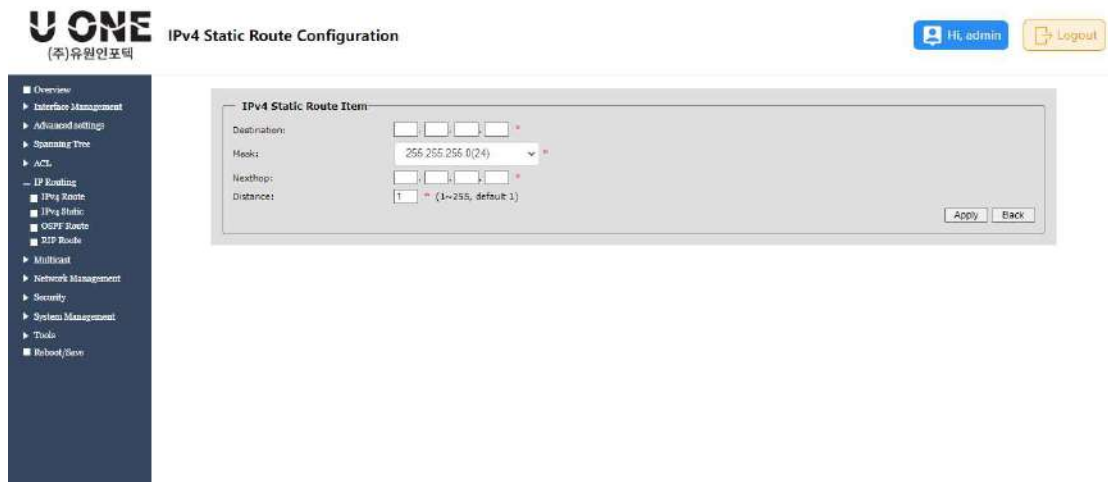 U ONE
(주)유원인포텍
IPv4 Static Route Configuration
Hi, admin
Logout
Overview
Interface Management
Advanced settings
Spanning Tree
ACL
IP Routing
IPv4 Route
IPv4 Static
OSPF Route
RIP Route
Multicast
Network Management
Security
System Management
Tools
Reboot/Save
IPv4 Static Route Item
Destination: . . . *
Mask: 255.255.255.0(24) *
Nexthop: . . . *
Distance: 1 * (1~255, default 1)
Apply Back